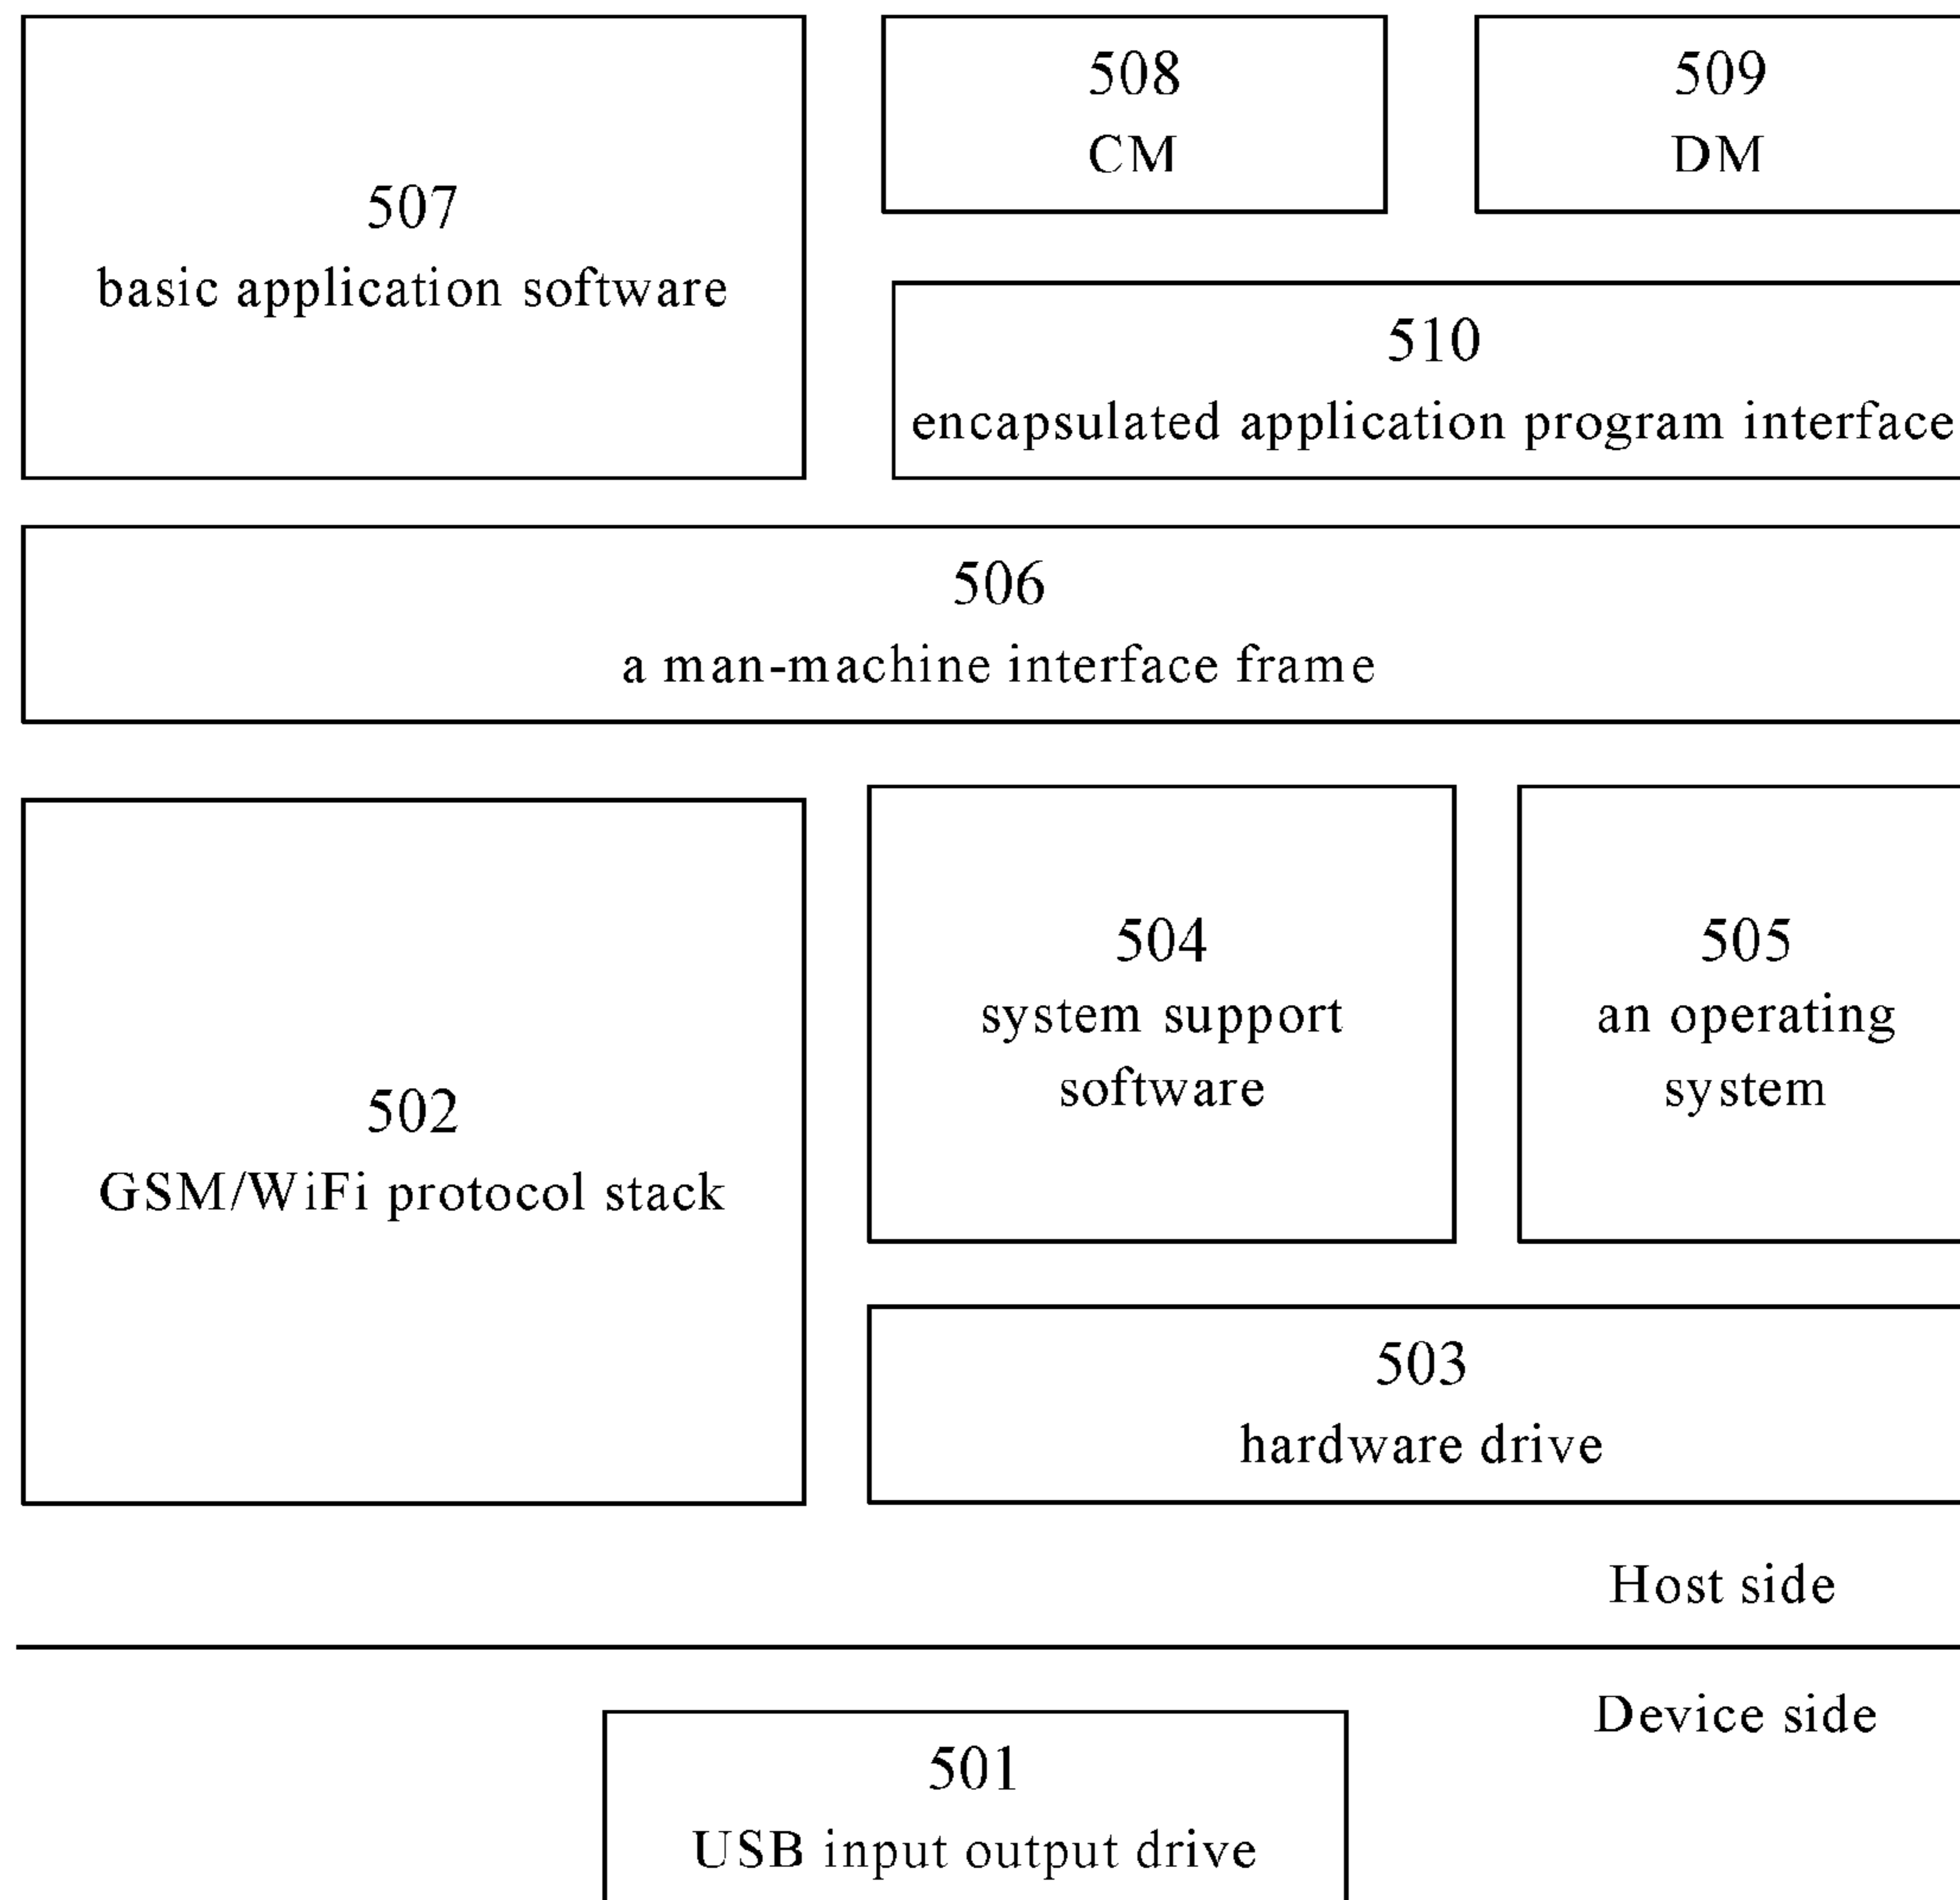 507
basic application software
508
CM
509
DM
510
encapsulated application program interface
506
a man-machine interface frame
502
GSM/WiFi protocol stack
504
system support
software
505
an operating
system
503
hardware drive
Host side
Device side
501
USB input output drive